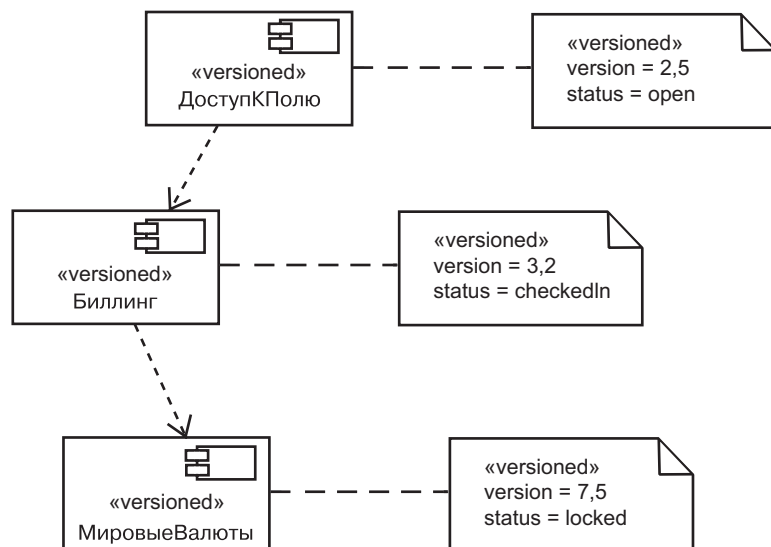 «versioned»
ДоступКПолю
«versioned»
version = 2,5
status = open
«versioned»
Биллинг
«versioned»
version = 3,2
status = checkedIn
«versioned»
МировыеВалюты
«versioned»
version = 7,5
status = locked